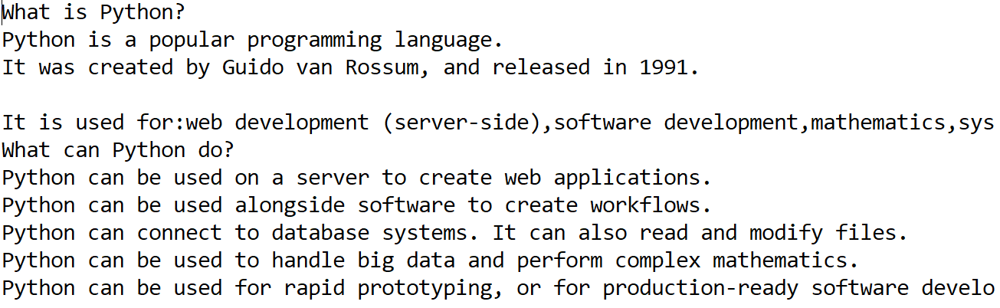 What is Python?
Python is a popular programming language.
It was created by Guido van Rossum, and released in 1991.
It is used for:web development (server-side),software development,mathematics,sys
What can Python do?
Python can be used on a server to create web applications.
Python can be used alongside software to create workflows.
Python can connect to database systems. It can also read and modify files.
Python can be used to handle big data and perform complex mathematics.
Python can be used for rapid prototyping, or for production-ready software develo